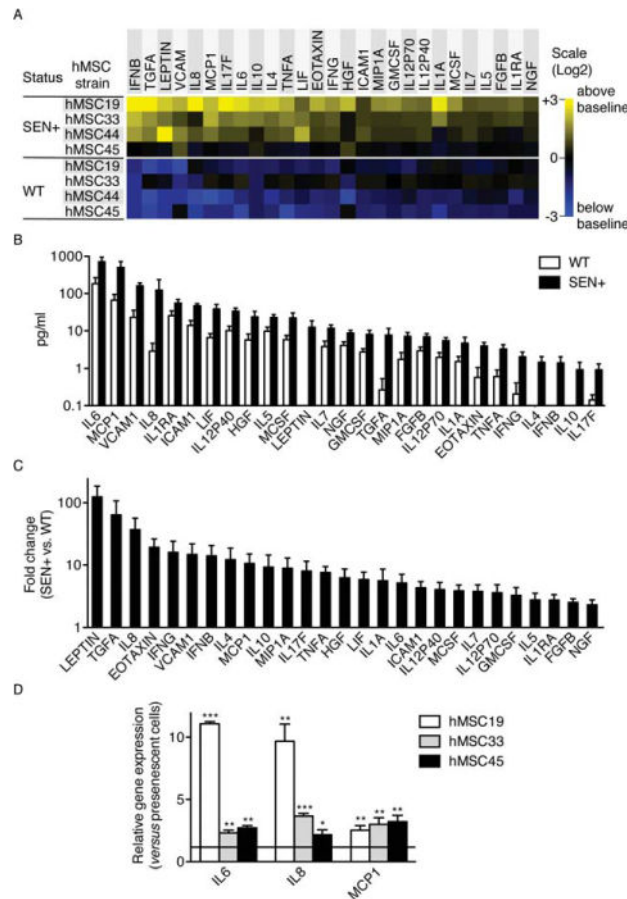 A
Status
hMSC
strain
IFNB
TGFA
LEPTIN
VCAM
IL8
MCP1
IL17F
IL6
IL10
IL4
TNFA
LIF
EOTAXIN
IFNG
HGF
ICAM1
MIP1A
GMCSF
IL12P70
IL12P40
IL1A
MCSF
IL7
IL5
FGFB
IL1RA
NGF
Scale
(Log2)
SEN+
hMSC19
hMSC33
hMSC44
hMSC45
WT
hMSC19
hMSC33
hMSC44
hMSC45
+3
above
baseline
0
-3
below
baseline
B
pg/ml
1000
100
10
1
0.1
WT
SEN+
IL6
MCP1
VCAM1
IL8
IL1RA
ICAM1
LIF
IL12P40
HGF
IL5
MCSF
LEPTIN
IL7
NGF
GMCSF
TGFA
MIP1A
FGFB
IL12P70
IL1A
EOTAXIN
TNFA
IFNG
IL4
IFNB
IL10
IL17F
C
Fold change
(SEN+ vs. WT)
100
10
1
LEPTIN
TGFA
IL8
EOTAXIN
IFNG
VCAM1
IFNB
IL4
MCP1
IL10
MIP1A
IL17F
TNFA
HGF
LIF
IL1A
IL6
ICAM1
IL12P40
MCSF
IL7
IL12P70
GMCSF
IL5
IL1RA
FGFB
NGF
D
Relative gene expression
(versus presenescent cells)
10
5
0
***
**
**
**
***
*
**
**
**
hMSC19
hMSC33
hMSC45
IL6
IL8
MCP1